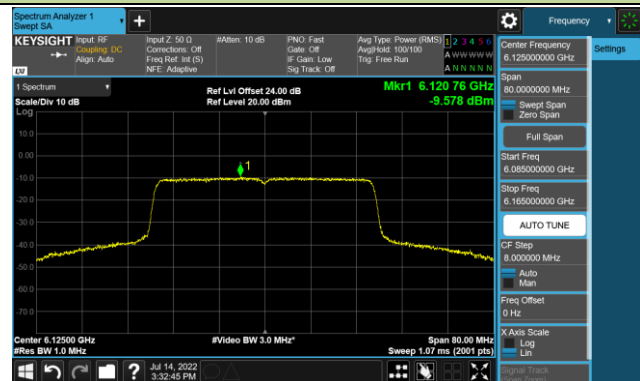 Spectrum Analyzer 1
Swept SA
Frequency
KEYSIGHT
Input: RF
Coupling: DC
Align: Auto
Input Z: 50 Ω
Corrections: Off
Freq Ref: Int (S)
NFE: Adaptive
#Atten: 10 dB
PNO: Fast
Gate: Off
IF Gain: Low
Sig Track: Off
Avg Type: Power (RMS)
Avg|Hold: 100/100
Trig: Free Run
1 2 3 4 5 6
A W W W W W
A N N N N N
LXI
1 Spectrum
Scale/Div 10 dB
Log
Ref Lvl Offset 24.00 dB
Ref Level 20.00 dBm
Mkr1 6.120 76 GHz
-9.578 dBm
10.0
0.00
-10.0
-20.0
-30.0
-40.0
-50.0
-60.0
-70.0
1
Center 6.12500 GHz
#Res BW 1.0 MHz
#Video BW 3.0 MHz*
Span 80.00 MHz
Sweep 1.07 ms (2001 pts)
Jul 14, 2022
3:32:45 PM
Center Frequency
6.125000000 GHz
Settings
Span
80.0000000 MHz
Swept Span
Zero Span
Full Span
Start Freq
6.085000000 GHz
Stop Freq
6.165000000 GHz
AUTO TUNE
CF Step
8.000000 MHz
Auto
Man
Freq Offset
0 Hz
X Axis Scale
Log
Lin
Signal Track